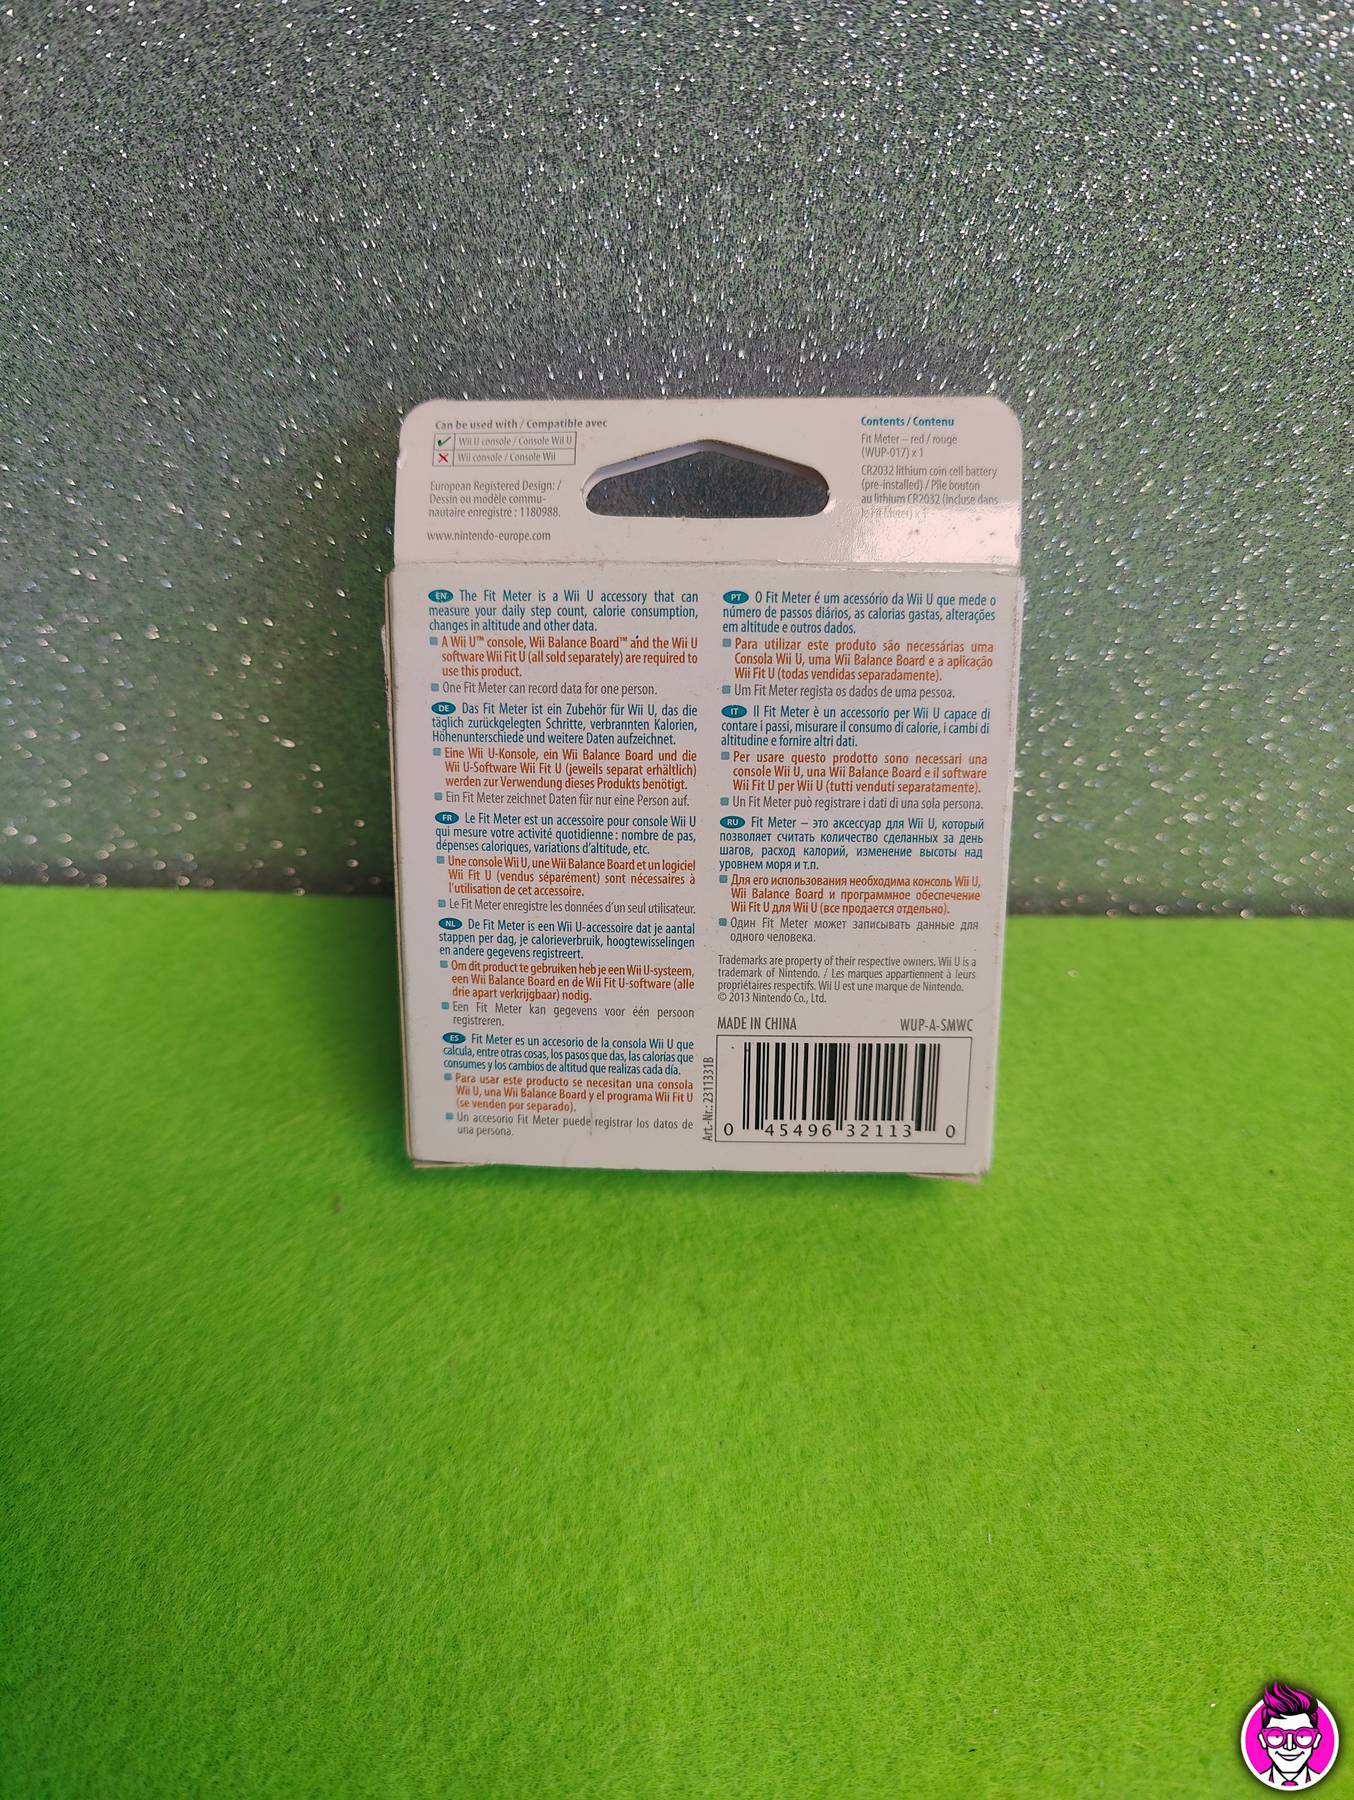 Can be used with / Compatible avec
Wii U console / Console Wii U
Wii console / Console Wii
European Registered Design: /
Dessin ou modèle commu-
nautaire enregistré : 1180988.
www.nintendo-europe.com
Contents / Contenu
Fit Meter – red / rouge
(WUP-017) x 1
CR2032 lithium coin cell battery
(pre-installed) / Pile bouton
au lithium CR2032 (incluse dans
le Fit Meter) x 1
EN The Fit Meter is a Wii U accessory that can
measure your daily step count, calorie consumption,
changes in altitude and other data.
A Wii U™ console, Wii Balance Board™ and the Wii U
software Wii Fit U (all sold separately) are required to
use this product.
One Fit Meter can record data for one person.
DE Das Fit Meter ist ein Zubehör für Wii U, das die
täglich zurückgelegten Schritte, verbrannten Kalorien,
Höhenunterschiede und weitere Daten aufzeichnet.
Eine Wii U-Konsole, ein Wii Balance Board und die
Wii U-Software Wii Fit U (jeweils separat erhältlich)
werden zur Verwendung dieses Produkts benötigt.
Ein Fit Meter zeichnet Daten für nur eine Person auf.
FR Le Fit Meter est un accessoire pour console Wii U
qui mesure votre activité quotidienne : nombre de pas,
dépenses caloriques, variations d'altitude, etc.
Une console Wii U, une Wii Balance Board et un logiciel
Wii Fit U (vendus séparément) sont nécessaires à
l'utilisation de cet accessoire.
Le Fit Meter enregistre les données d'un seul utilisateur.
NL De Fit Meter is een Wii U-accessoire dat je aantal
stappen per dag, je calorieverbruik, hoogtewisselingen
en andere gegevens registreert.
Om dit product te gebruiken heb je een Wii U-systeem,
een Wii Balance Board en de Wii Fit U-software (alle
drie apart verkrijgbaar) nodig.
Een Fit Meter kan gegevens voor één persoon
registreren.
ES Fit Meter es un accesorio de la consola Wii U que
calcula, entre otras cosas, los pasos que das, las calorías que
consumes y los cambios de altitud que realizas cada día.
Para usar este producto se necesitan una consola
Wii U, una Wii Balance Board y el programa Wii Fit U
(se venden por separado).
Un accesorio Fit Meter puede registrar los datos de
una persona.
PT O Fit Meter é um acessório da Wii U que mede o
número de passos diários, as calorias gastas, alterações
em altitude e outros dados.
Para utilizar este produto são necessárias uma
Consola Wii U, uma Wii Balance Board e a aplicação
Wii Fit U (todas vendidas separadamente).
Um Fit Meter regista os dados de uma pessoa.
IT Il Fit Meter è un accessorio per Wii U capace di
contare i passi, misurare il consumo di calorie, i cambi di
altitudine e fornire altri dati.
Per usare questo prodotto sono necessari una
console Wii U, una Wii Balance Board e il software
Wii Fit U per Wii U (tutti venduti separatamente).
Un Fit Meter può registrare i dati di una sola persona.
RU Fit Meter – это аксессуар для Wii U, который
позволяет считать количество сделанных за день
шагов, расход калорий, изменение высоты над
уровнем моря и т.п.
Для его использования необходима консоль Wii U,
Wii Balance Board и программное обеспечение
Wii Fit U для Wii U (все продается отдельно).
Один Fit Meter может записывать данные для
одного человека.
Trademarks are property of their respective owners. Wii U is a
trademark of Nintendo. / Les marques appartiennent à leurs
propriétaires respectifs. Wii U est une marque de Nintendo.
© 2013 Nintendo Co., Ltd.
MADE IN CHINA WUP-A-SMWC
Art.-Nr.: 2311331B
0 45496 32113 0